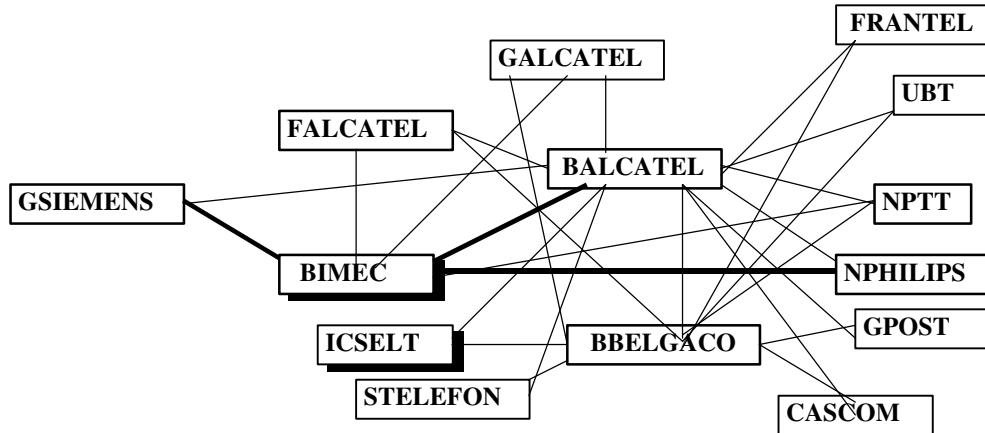 FRANTEL
GALCATEL
UBT
FALCATEL
BALCATEL
GSIEMENS
NPTT
BIMEC
NPHILIPS
GPOST
ICSELT
BBELGACO
STELEFON
CASCOM